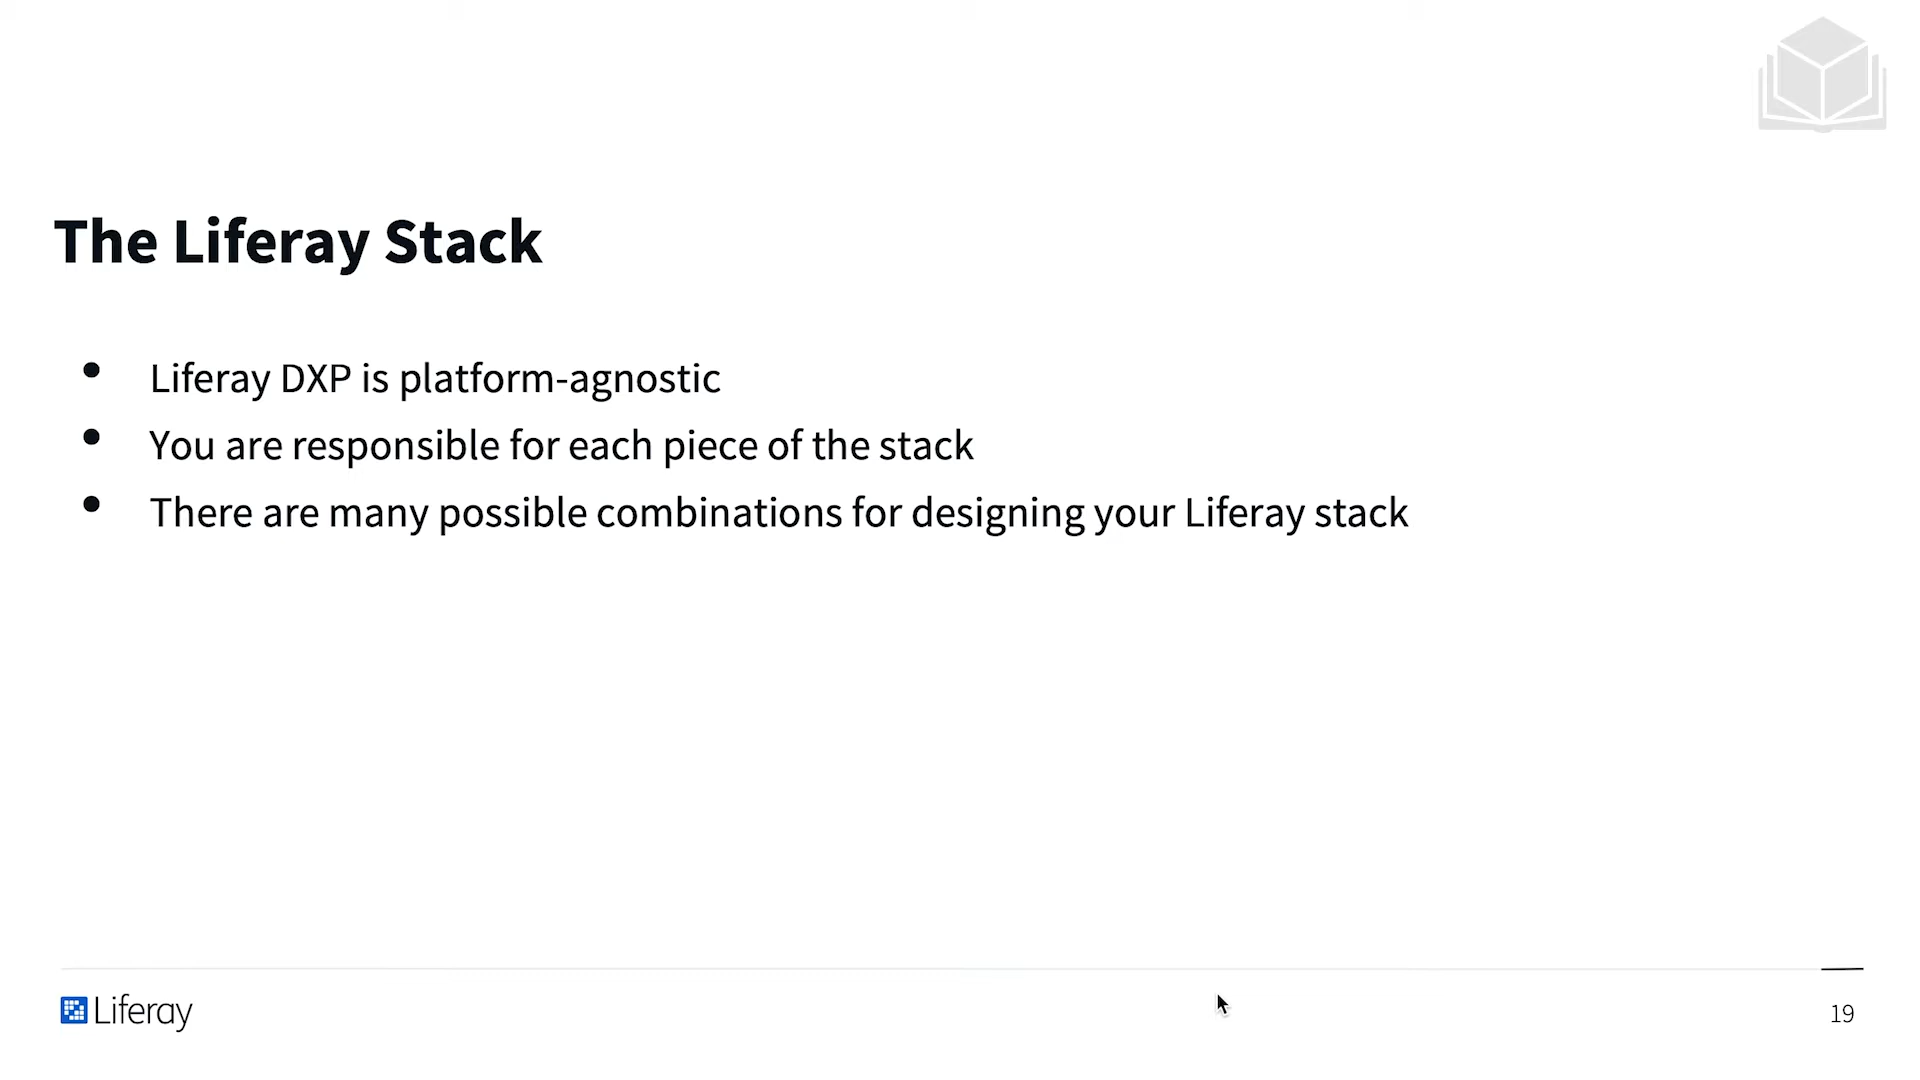 The Liferay Stack
• Liferay DXP is platform-agnostic
• You are responsible for each piece of the stack
• There are many possible combinations for designing your Liferay stack
Liferay
19